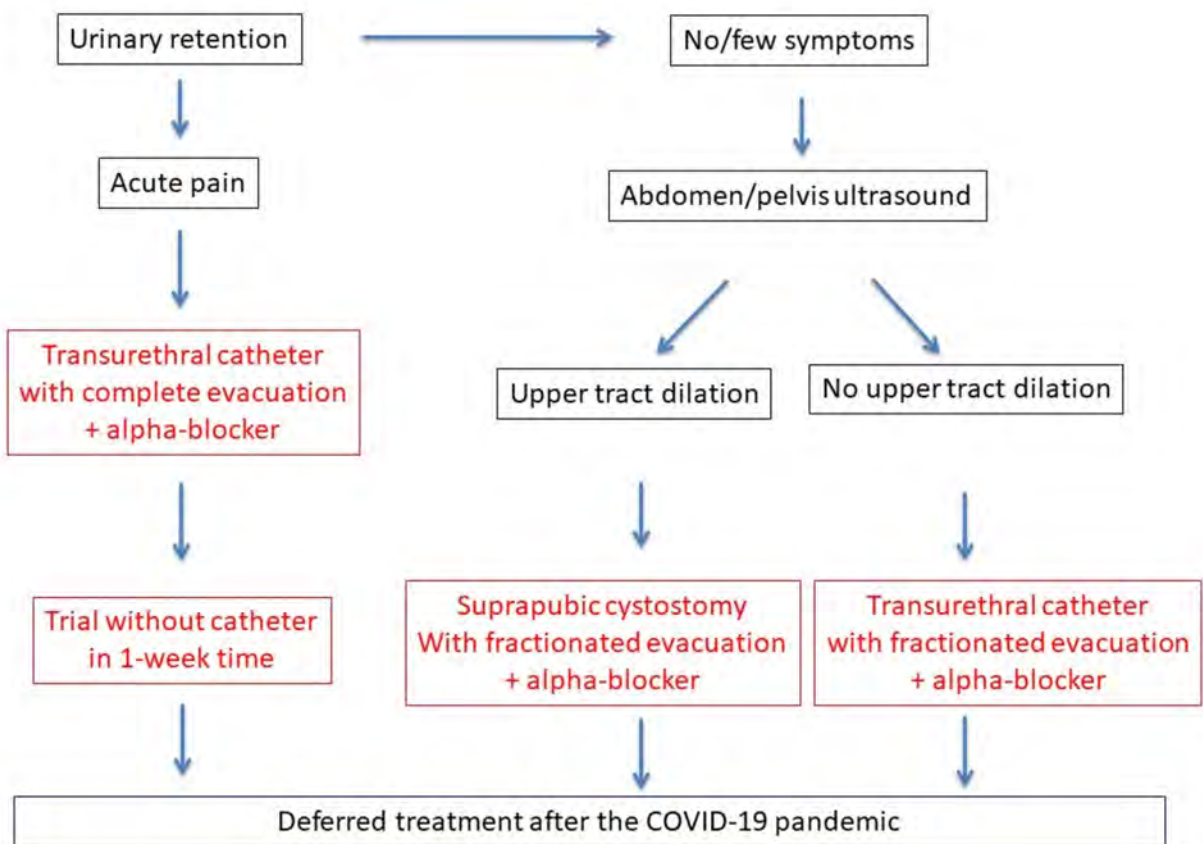 Urinary retention
No/few symptoms
Acute pain
Abdomen/pelvis ultrasound
Transurethral catheter
with complete evacuation
+ alpha-blocker
Upper tract dilation
No upper tract dilation
Trial without catheter
in 1-week time
Suprapubic cystostomy
With fractionated evacuation
+ alpha-blocker
Transurethral catheter
with fractionated evacuation
+ alpha-blocker
Deferred treatment after the COVID-19 pandemic